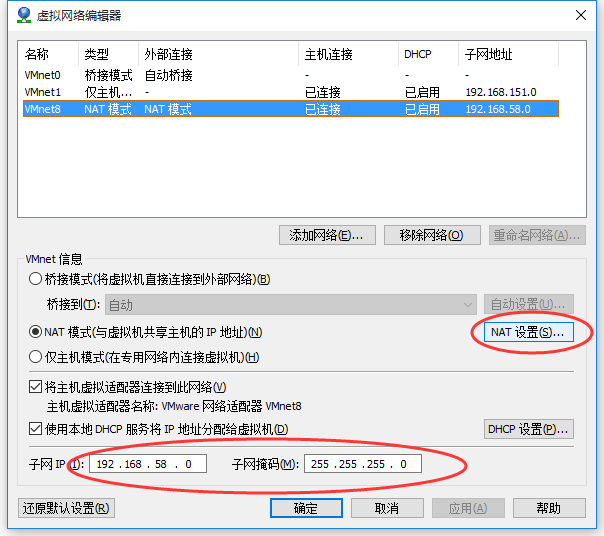 虚拟网络编辑器
名称 类型 外部连接 主机连接 DHCP 子网地址
VMnet0 桥接模式 自动桥接 - - -
VMnet1 仅主机... - 已连接 已启用 192.168.151.0
VMnet8 NAT 模式 NAT 模式 已连接 已启用 192.168.58.0
添加网络(E)... 移除网络(O) 重命名网络(A)...
VMnet 信息
桥接模式(将虚拟机直接连接到外部网络)(B)
桥接到(T): 自动 自动设置(U)...
NAT 模式(与虚拟机共享主机的 IP 地址)(N) NAT 设置(S)...
仅主机模式(在专用网络内连接虚拟机)(H)
将主机虚拟适配器连接到此网络(V)
主机虚拟适配器名称: VMware 网络适配器 VMnet8
使用本地 DHCP 服务将 IP 地址分配给虚拟机(D) DHCP 设置(P)...
子网 IP (I): 192 .168 . 58 . 0 子网掩码(M): 255 .255 .255 . 0
还原默认设置(R) 确定 取消 应用(A) 帮助